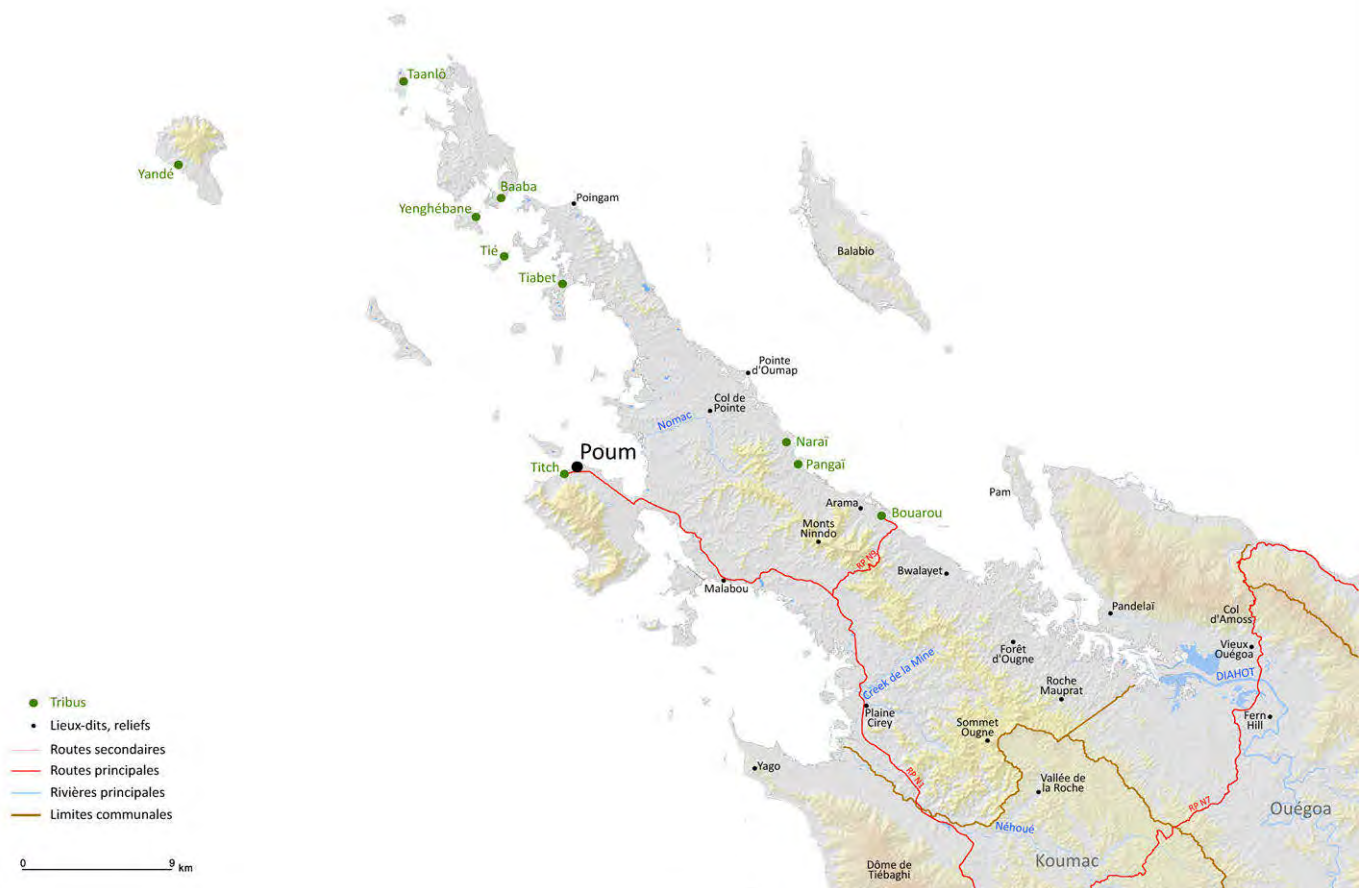 Taanlô
Yandé
Baaba
Poingam
Yenghébane
Balabio
Tié
Tiabet
Pointe
d'Oumap
Col de
Pointe
Nomac
Naraï
Poum
Pangaï
Titch
Pam
Arama
Bouarou
Monts
Ninndo
RP N9
Bwalayet
Malabou
Pandelaï
Col
d'Amoss
Forêt
d'Ougne
Vieux
Ouégoa
Creek de la Mine
DIAHOT
Roche
Mauprat
Plaine
Cirey
Fern
Hill
Sommet
Ougne
Yago
RP N1
Vallée de
la Roche
RP N7
Ouégoa
Néhoué
Koumac
Dôme de
Tiébaghi
Tribus
Lieux-dits, reliefs
Routes secondaires
Routes principales
Rivières principales
Limites communales
0 9 km